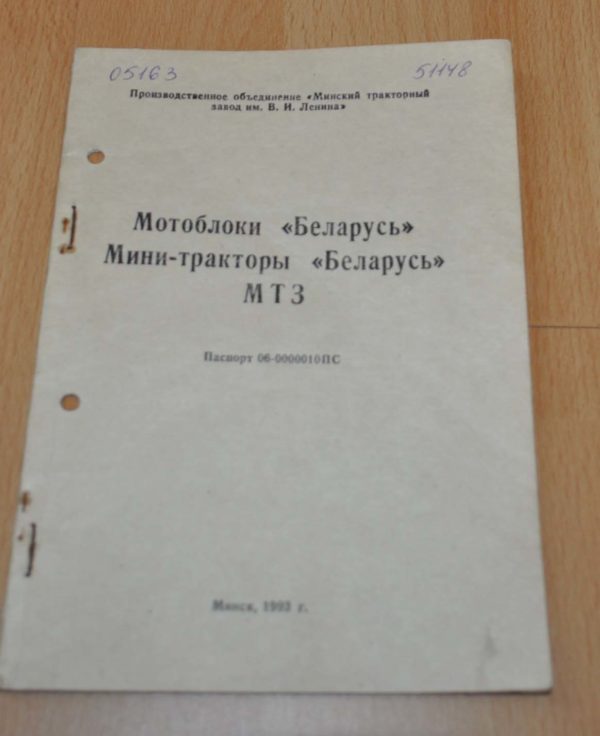 05163 51148
Производственное объединение «Минский тракторный
завод им. В. И. Ленина»
Мотоблоки «Беларусь»
Мини-тракторы «Беларусь»
МТЗ
Паспорт 06-0000010ПС
Минск, 1993 г.